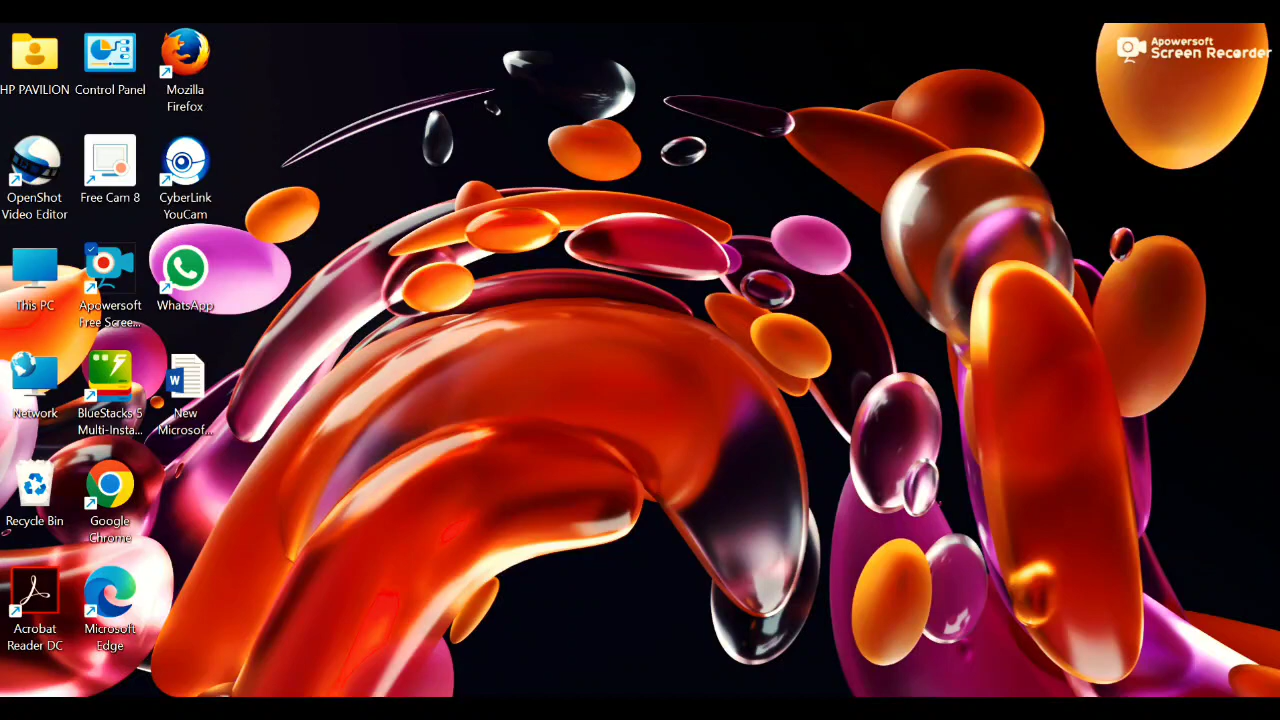 Apowersoft
Screen Recorder
HP PAVILION
Control Panel
Mozilla
Firefox
OpenShot
Video Editor
Free Cam 8
CyberLink
YouCam
This PC
Apowersoft
Free Scree...
WhatsApp
Network
BlueStacks 5
Multi-Insta...
New
Microsof...
W
Recycle Bin
Google
Chrome
Acrobat
Reader DC
Microsoft
Edge